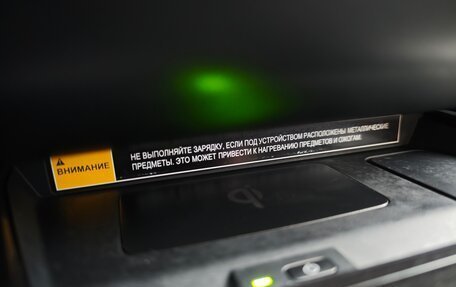 ВНИМАНИЕ
НЕ ВЫПОЛНЯЙТЕ ЗАРЯДКУ, ЕСЛИ ПОД УСТРОЙСТВОМ РАСПОЛОЖЕНЫ МЕТАЛЛИЧЕСКИЕ
ПРЕДМЕТЫ. ЭТО МОЖЕТ ПРИВЕСТИ К НАГРЕВАНИЮ ПРЕДМЕТОВ И ОЖОГАМ.